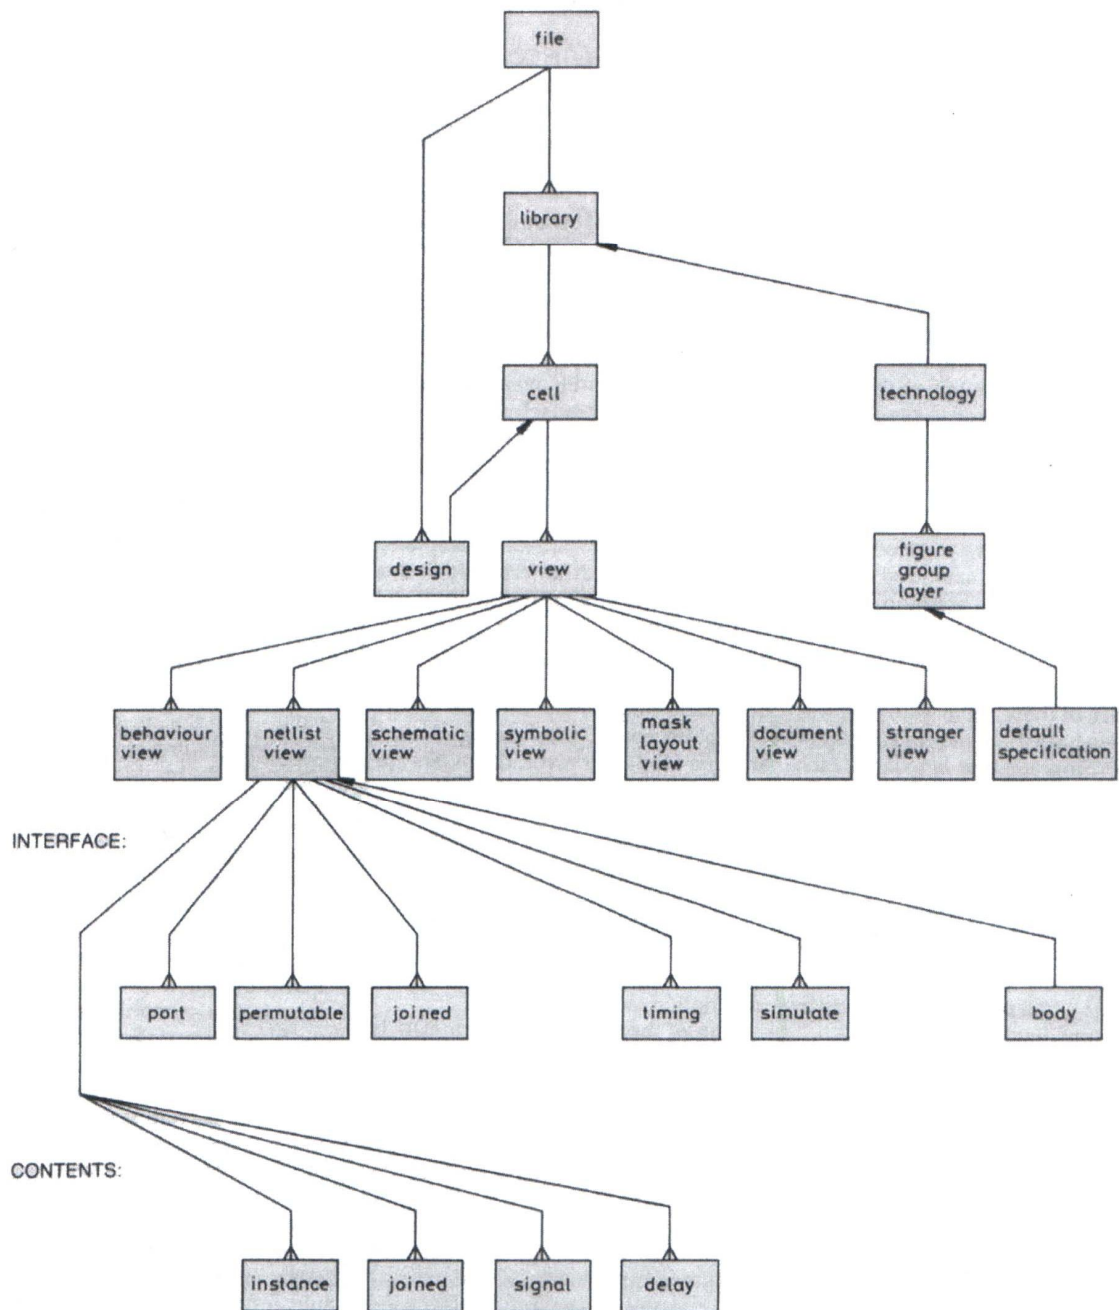 file
library
cell
technology
design
view
figure
group
layer
behaviour
view
netlist
view
schematic
view
symbolic
view
mask
layout
view
document
view
stranger
view
default
specification
INTERFACE:
port
permutable
joined
timing
simulate
body
CONTENTS:
instance
joined
signal
delay